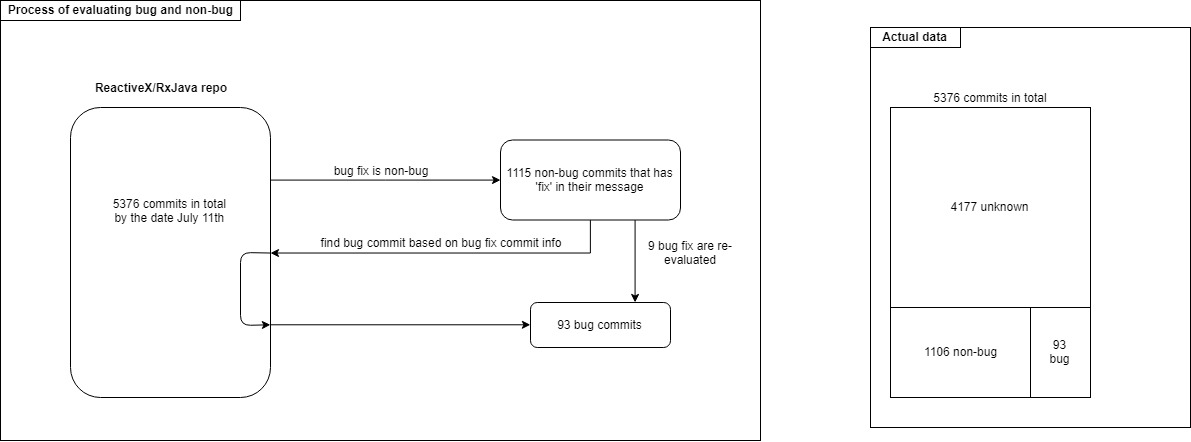 Process of evaluating bug and non-bug
ReactiveX/RxJava repo
5376 commits in total
by the date July 11th
bug fix is non-bug
1115 non-bug commits that has
'fix' in their message
find bug commit based on bug fix commit info
9 bug fix are re-
evaluated
93 bug commits
Actual data
5376 commits in total
4177 unknown
1106 non-bug
93
bug